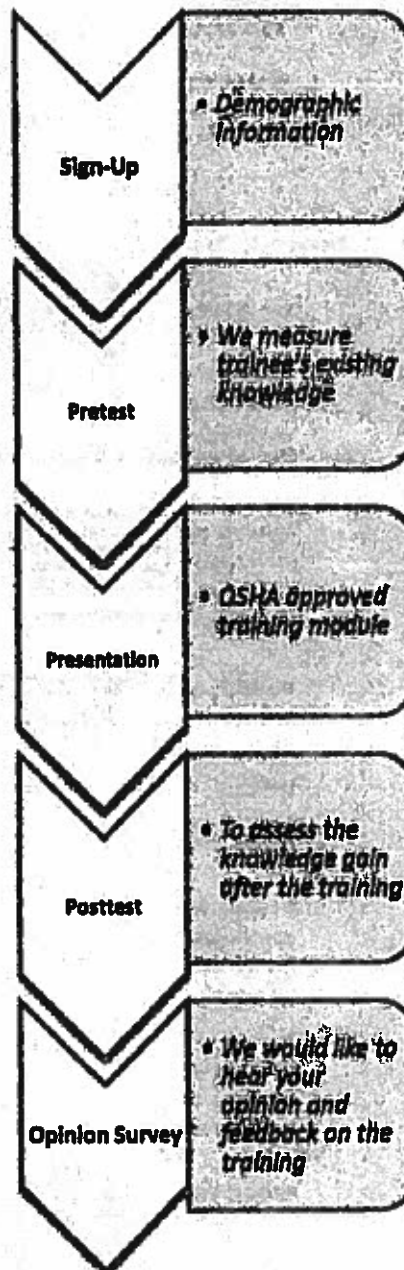 Sign-Up
• Demographic
information
Pretest
• We measure
trainee's existing
knowledge
Presentation
• OSHA approved
training module
Posttest
• To assess the
knowledge gain
after the training
Opinion Survey
• We would like to
hear your
opinion and
feedback on the
training